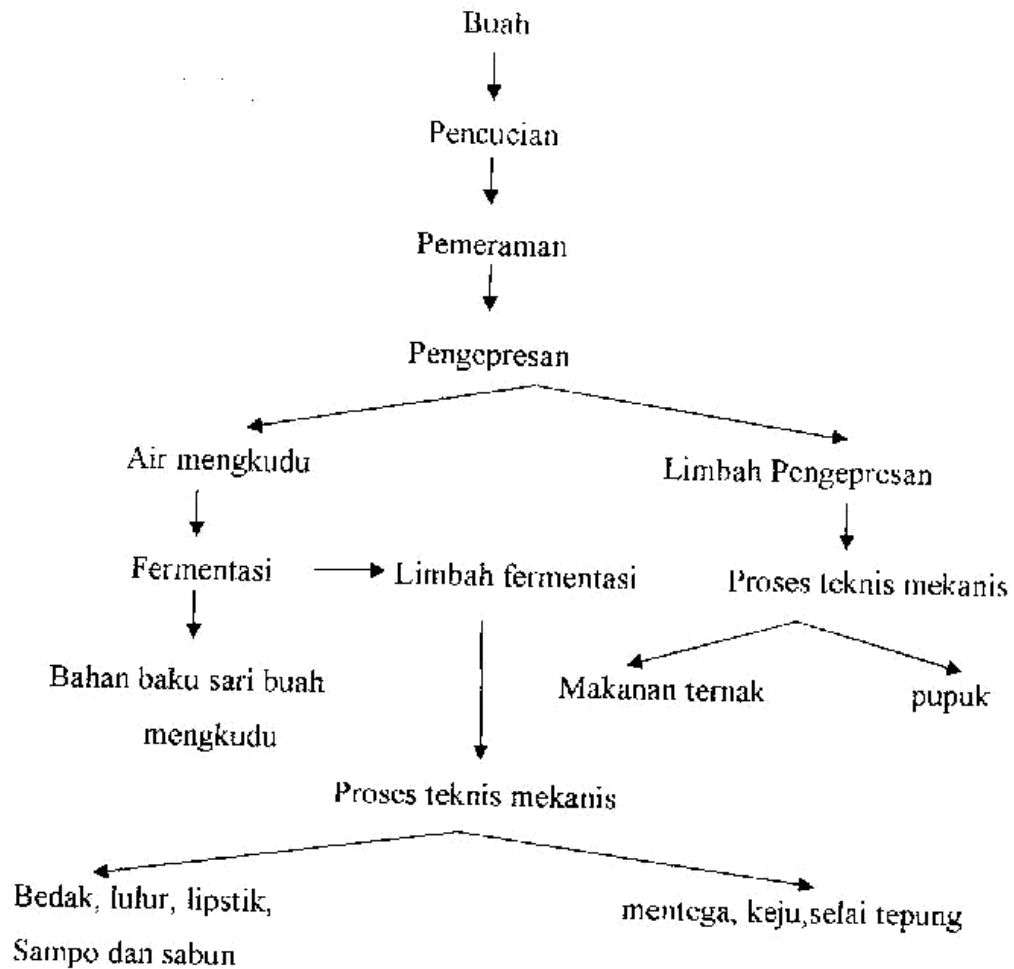 Buah
Pencucian
Pemeraman
Pengepresan
Air mengkudu
Limbah Pengepresan
Fermentasi
Limbah fermentasi
Proses teknis mekanis
Bahan baku sari buah
mengkudu
Makanan ternak
pupuk
Proses teknis mekanis
Bedak, lulur, lipstik,
Sampo dan sabun
mentega, keju,selai tepung